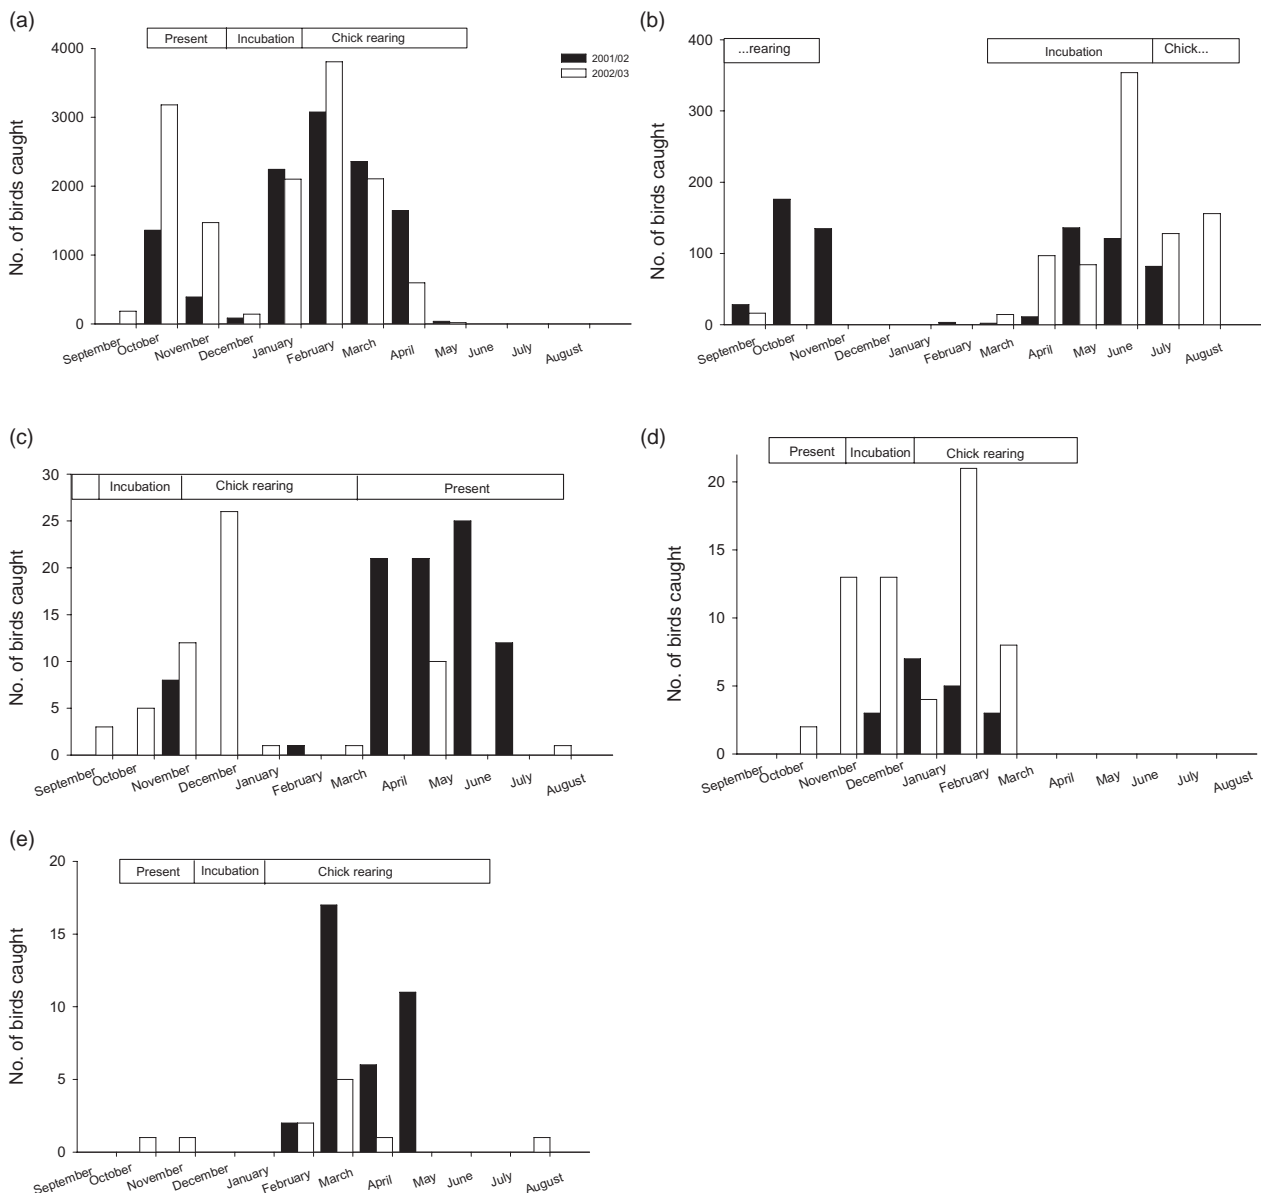 (a)
Present Incubation Chick rearing
2001/02
2002/03
No. of birds caught
4000
3000
2000
1000
0
September October November December January February March April May June July August
(b)
...rearing Incubation Chick...
No. of birds caught
400
300
200
100
0
September October November December January February March April May June July August
(c)
Incubation Chick rearing Present
No. of birds caught
30
25
20
15
10
5
0
September October November December January February March April May June July August
(d)
Present Incubation Chick rearing
No. of birds caught
20
15
10
5
0
September October November December January February March April May June July August
(e)
Present Incubation Chick rearing
No. of birds caught
20
15
10
5
0
September October November December January February March April May June July August